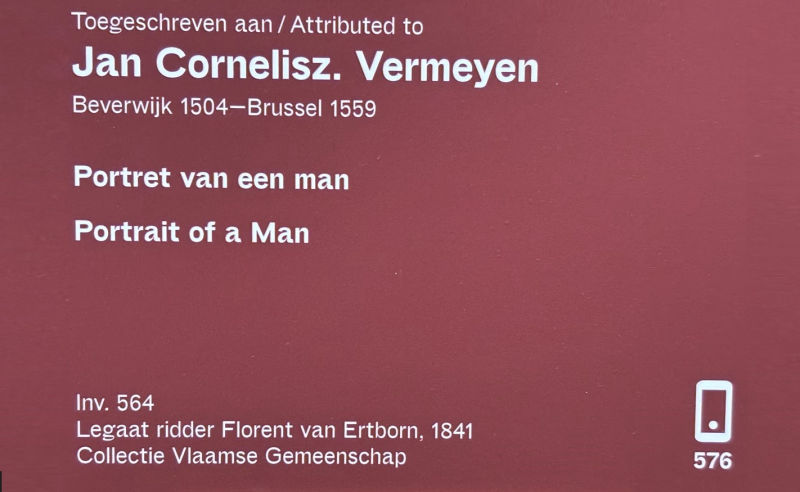 Toegeschreven aan / Attributed to
Jan Cornelisz. Vermeyen
Beverwijk 1504—Brussel 1559
Portret van een man
Portrait of a Man
Inv. 564
Legaat ridder Florent van Ertborn, 1841
Collectie Vlaamse Gemeenschap
576